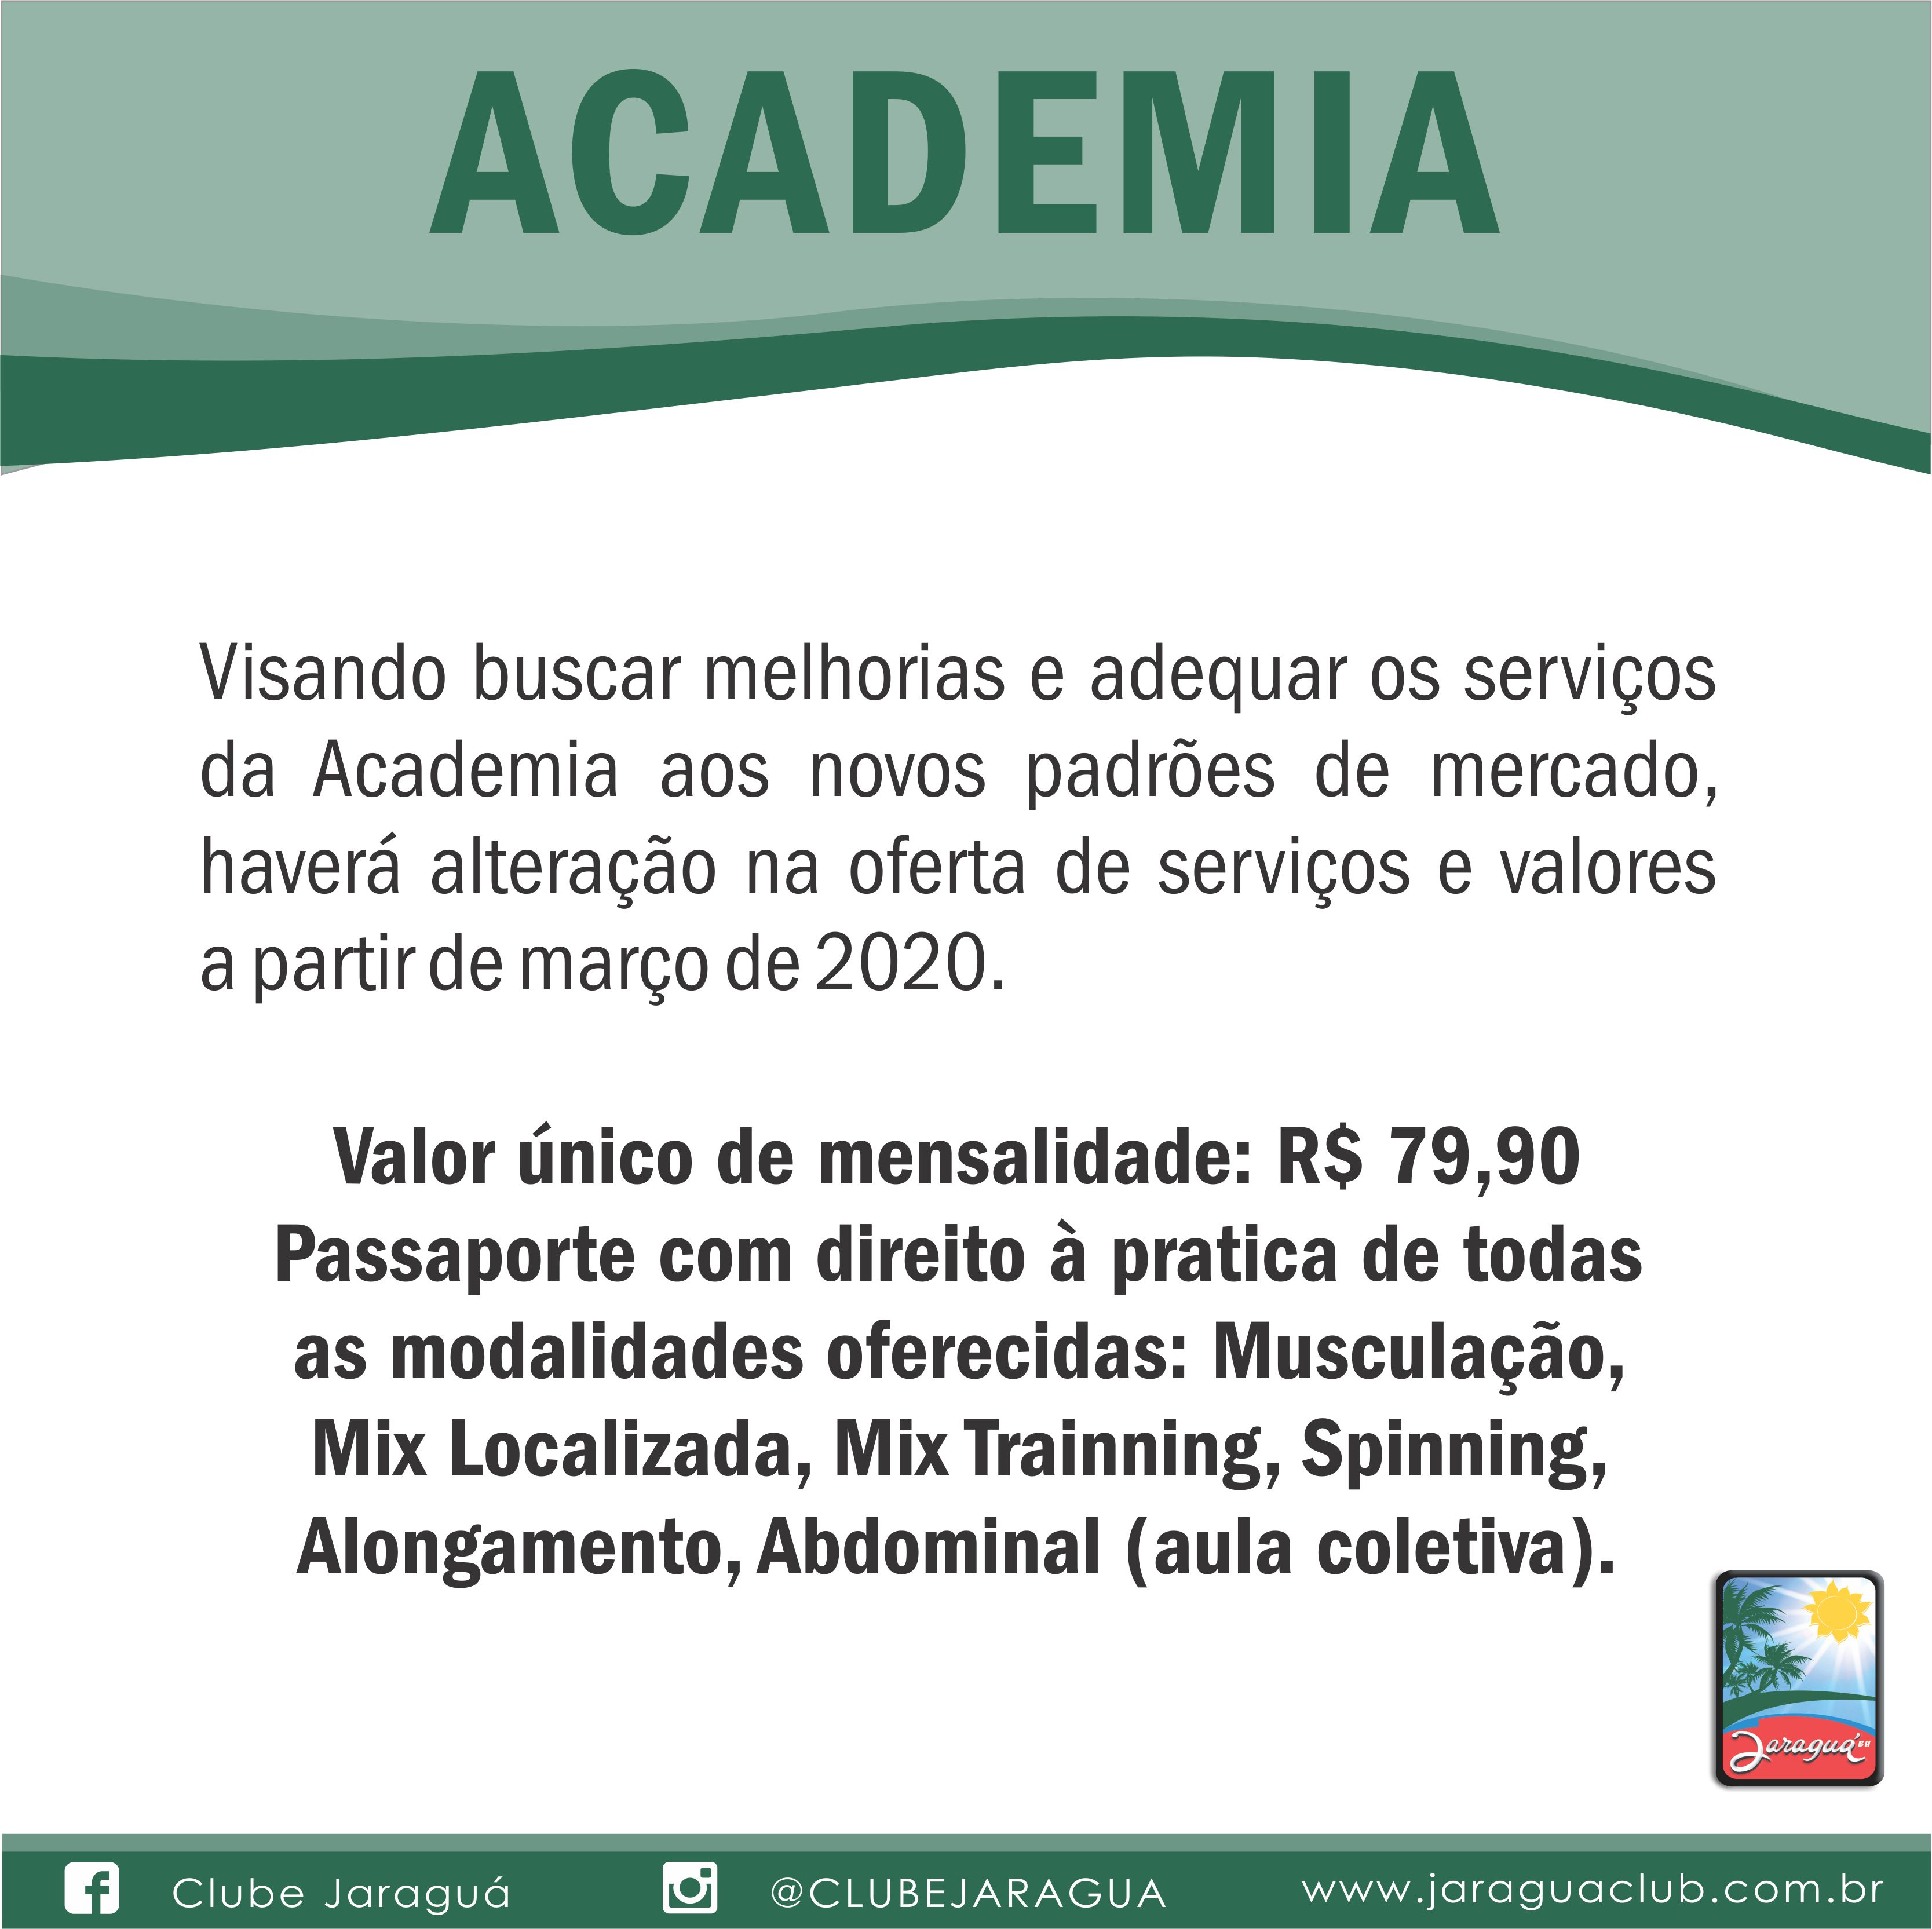 ACADEMIA
Visando buscar melhorias e adequar os serviços
da Academia aos novos padrões de mercado,
haverá alteração na oferta de serviços e valores
a partir de março de 2020.
Valor único de mensalidade: R$ 79,90
Passaporte com direito à pratica de todas
as modalidades oferecidas: Musculação,
Mix Localizada, Mix Trainning, Spinning,
Alongamento, Abdominal (aula coletiva).
Jaraguá BH
f Clube Jaraguá @CLUBEJARAGUA www.jaraguaclub.com.br